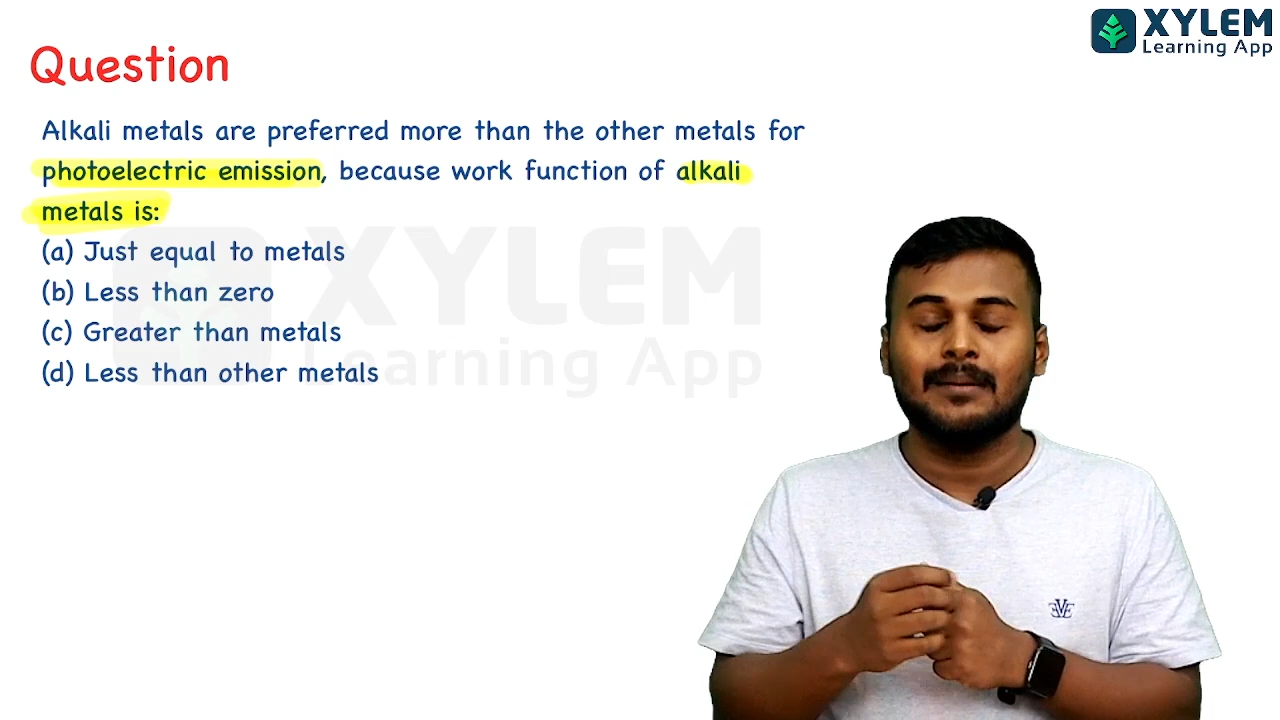 XYLEM
Learning App
Question
Alkali metals are preferred more than the other metals for
photoelectric emission, because work function of alkali
metals is:
(a) Just equal to metals
(b) Less than zero
(c) Greater than metals
(d) Less than other metals
XYLEM
Learning App